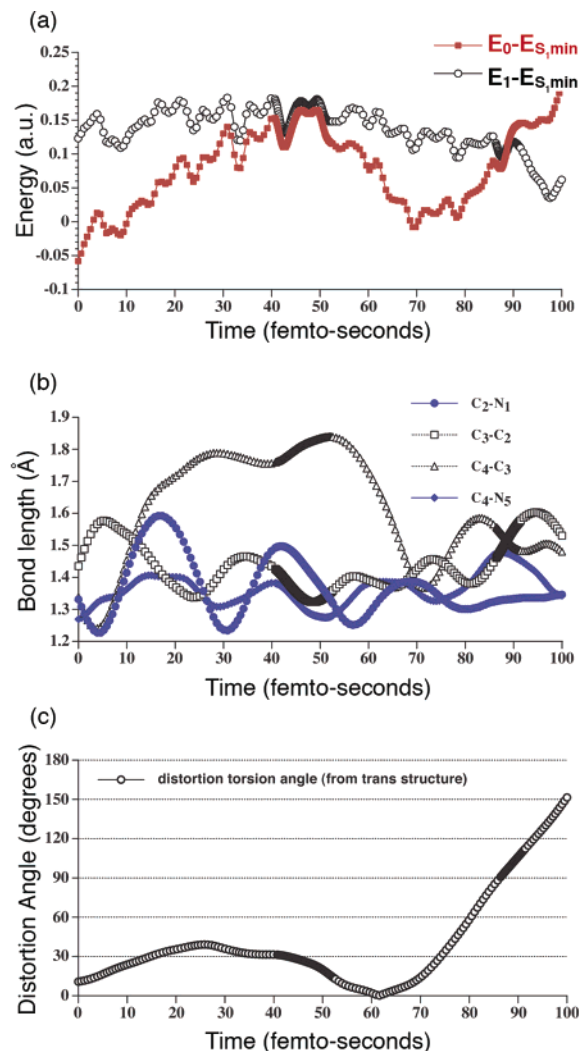 (a)
E0-ES1min
E1-ES1min
Energy (a.u.)
0.25
0.2
0.15
0.1
0.05
0
-0.05
-0.1
0 10 20 30 40 50 60 70 80 90 100
Time (femto-seconds)
(b)
C2-N1
C3-C2
C4-C3
C4-N5
Bond length (Å)
1.9
1.8
1.7
1.6
1.5
1.4
1.3
1.2
0 10 20 30 40 50 60 70 80 90 100
Time (femto-seconds)
(c)
distortion torsion angle (from trans structure)
Distortion Angle (degrees)
180
150
120
90
60
30
0
0 10 20 30 40 50 60 70 80 90 100
Time (femto-seconds)